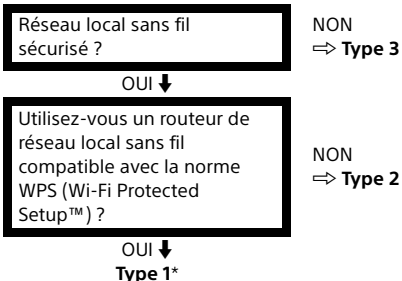 Réseau local sans fil
sécurisé ?
NON
⇨ Type 3
OUI ⬇
Utilisez-vous un routeur de
réseau local sans fil
compatible avec la norme
WPS (Wi-Fi Protected
Setup™) ?
NON
⇨ Type 2
OUI ⬇
Type 1*